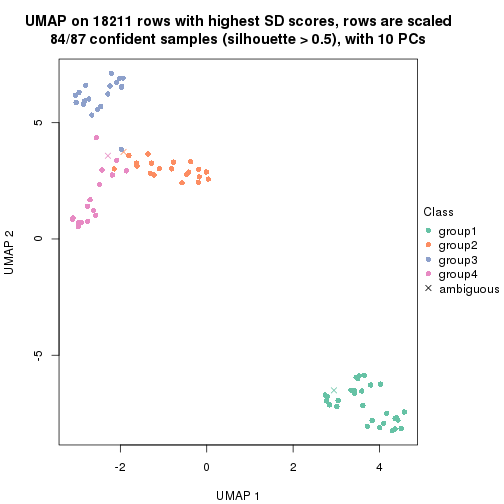 UMAP on 18211 rows with highest SD scores, rows are scaled
84/87 confident samples (silhouette > 0.5), with 10 PCs
5
0
-5
UMAP 2
-2
0
2
4
UMAP 1
Class
group1
group2
group3
group4
ambiguous